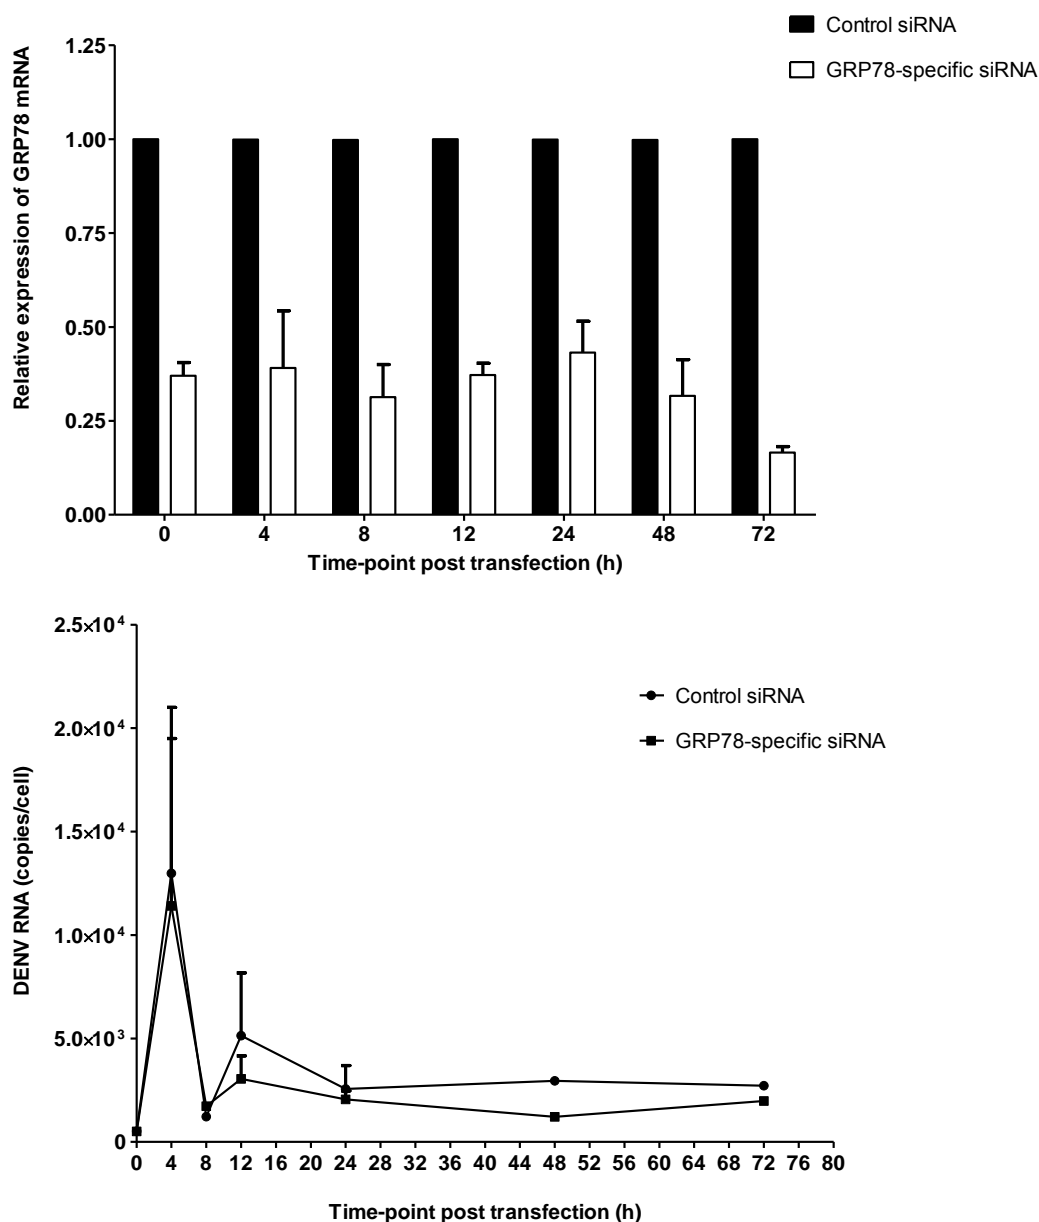 Control siRNA
GRP78-specific siRNA
Relative expression of GRP78 mRNA
1.25
1.00
0.75
0.50
0.25
0.00
0 4 8 12 24 48 72
Time-point post transfection (h)
DENV RNA (copies/cell)
2.5×10⁴
2.0×10⁴
1.5×10⁴
1.0×10⁴
5.0×10³
0
Control siRNA
GRP78-specific siRNA
0 4 8 12 16 20 24 28 32 36 40 44 48 52 56 60 64 68 72 76 80
Time-point post transfection (h)